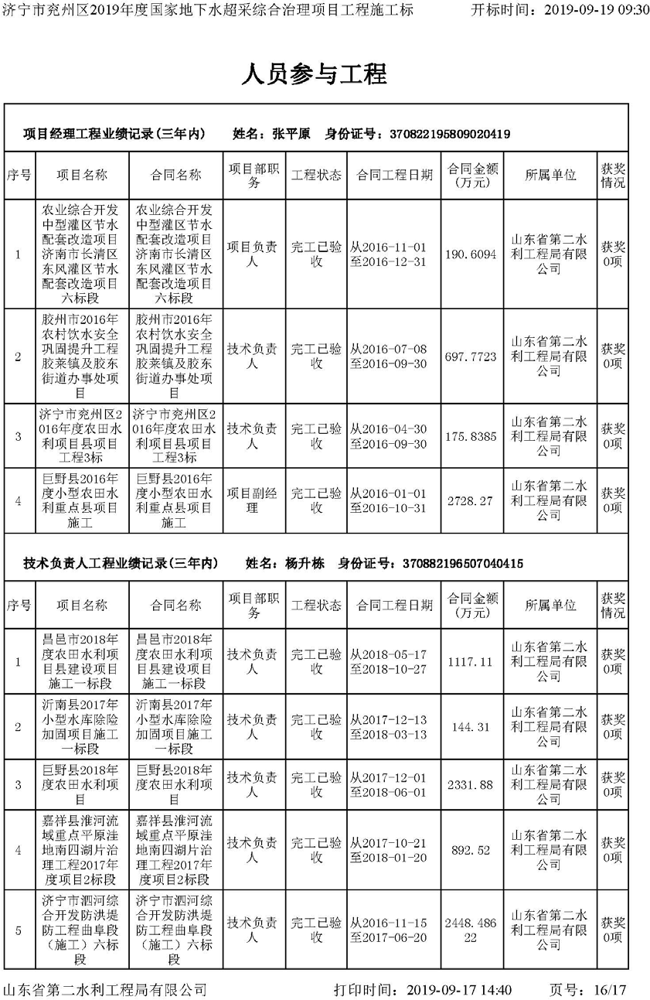 济宁市兖州区2019年度国家地下水超采综合治理项目工程施工标 开标时间：2019-09-19 09:30
人员参与工程
项目经理工程业绩记录(三年内) 姓名：张平原 身份证号：370822195809020419
序号 项目名称 合同名称 项目部职务 工程状态 合同工程日期 合同金额(万元) 所属单位 获奖情况
1 农业综合开发中型灌区节水配套改造项目济南市长清区东风灌区节水配套改造项目六标段 农业综合开发中型灌区节水配套改造项目济南市长清区东风灌区节水配套改造项目六标段 项目负责人 完工已验收 从2016-11-01至2016-12-31 190.6094 山东省第二水利工程局有限公司 获奖0项
2 胶州市2016年农村饮水安全巩固提升工程胶莱镇及胶东街道办事处项目 胶州市2016年农村饮水安全巩固提升工程胶莱镇及胶东街道办事处项目 技术负责人 完工已验收 从2016-07-08至2016-09-30 697.7723 山东省第二水利工程局有限公司 获奖0项
3 济宁市兖州区2016年度农田水利项目县项目工程3标 济宁市兖州区2016年度农田水利项目县项目工程3标 技术负责人 完工已验收 从2016-04-30至2016-09-30 175.8385 山东省第二水利工程局有限公司 获奖0项
4 巨野县2016年度小型农田水利重点县项目施工 巨野县2016年度小型农田水利重点县项目施工 项目副经理 完工已验收 从2016-01-01至2016-10-31 2728.27 山东省第二水利工程局有限公司 获奖0项
技术负责人工程业绩记录(三年内) 姓名：杨升栋 身份证号：370882196507040415
序号 项目名称 合同名称 项目部职务 工程状态 合同工程日期 合同金额(万元) 所属单位 获奖情况
1 昌邑市2018年度农田水利项目县建设项目施工一标段 昌邑市2018年度农田水利项目县建设项目施工一标段 技术负责人 完工已验收 从2018-05-17至2018-10-27 1117.11 山东省第二水利工程局有限公司 获奖0项
2 沂南县2017年小型水库除险加固项目施工一标段 沂南县2017年小型水库除险加固项目施工一标段 技术负责人 完工已验收 从2017-12-13至2018-03-13 144.31 山东省第二水利工程局有限公司 获奖0项
3 巨野县2018年度农田水利项目 巨野县2018年度农田水利项目 技术负责人 完工已验收 从2017-12-01至2018-06-01 2331.88 山东省第二水利工程局有限公司 获奖0项
4 嘉祥县淮河流域重点平原洼地南四湖片治理工程2017年度项目2标段 嘉祥县淮河流域重点平原洼地南四湖片治理工程2017年度项目2标段 技术负责人 完工已验收 从2017-10-21至2018-01-20 892.52 山东省第二水利工程局有限公司 获奖0项
5 济宁市泗河综合开发防洪堤防工程曲阜段（施工）六标段 济宁市泗河综合开发防洪堤防工程曲阜段（施工）六标段 技术负责人 完工已验收 从2016-11-15至2017-06-20 2448.48622 山东省第二水利工程局有限公司 获奖0项
山东省第二水利工程局有限公司 打印时间：2019-09-17 14:40 页号：16/17